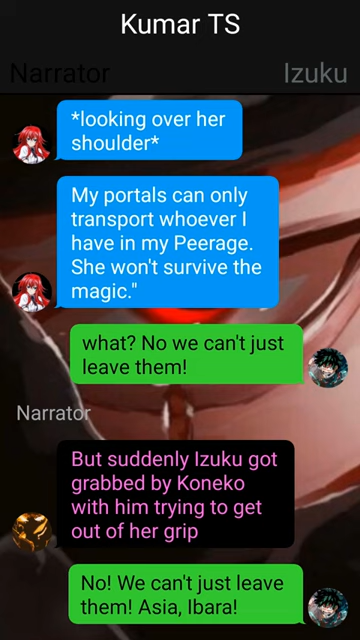 Kumar TS
Narrator
Izuku
*looking over her
shoulder*
My portals can only
transport whoever I
have in my Peerage.
She won't survive the
magic."
what? No we can't just
leave them!
Narrator
But suddenly Izuku got
grabbed by Koneko
with him trying to get
out of her grip
No! We can't just leave
them! Asia, Ibara!